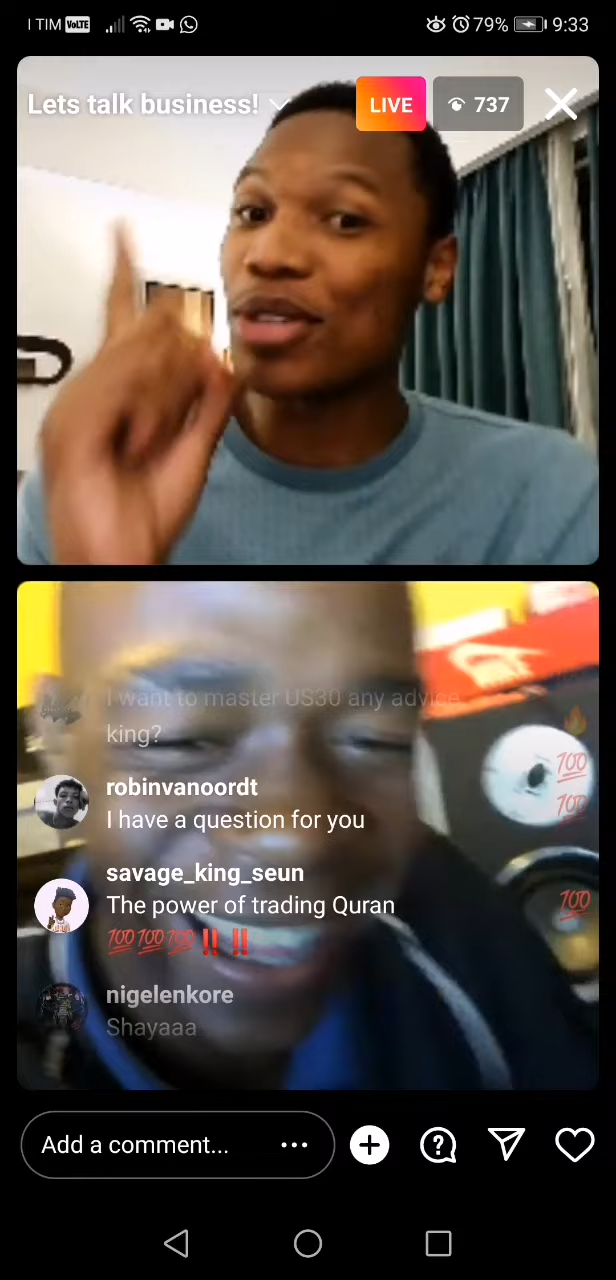 I TIM VoLTE 79% 9:33
Lets talk business! LIVE 737
I want to master US30 any advice
king?
robinvanoordt
I have a question for you
savage_king_seun
The power of trading Quran
💯💯💯‼️‼️
nigelenkore
Shayaaa
Add a comment...